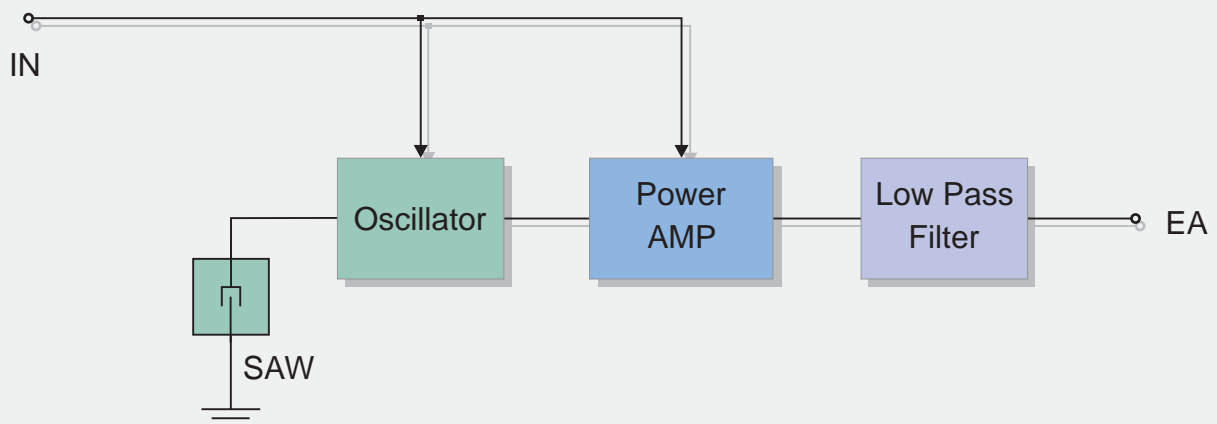 IN
Oscillator
Power
AMP
Low Pass
Filter
EA
SAW